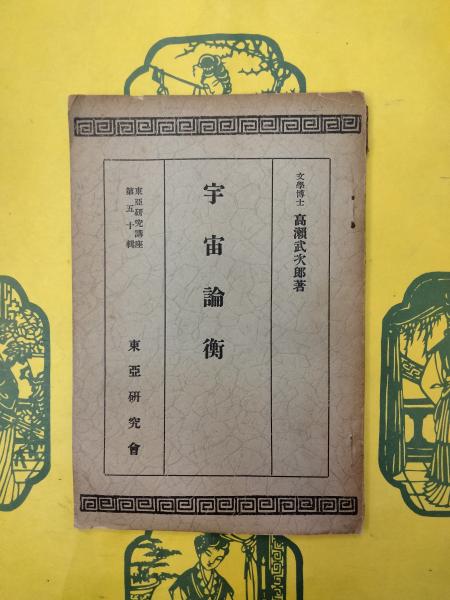 文學博士 高瀬武次郎著
宇宙論衡
東亞研究講座
第五十輯
東亞研究會